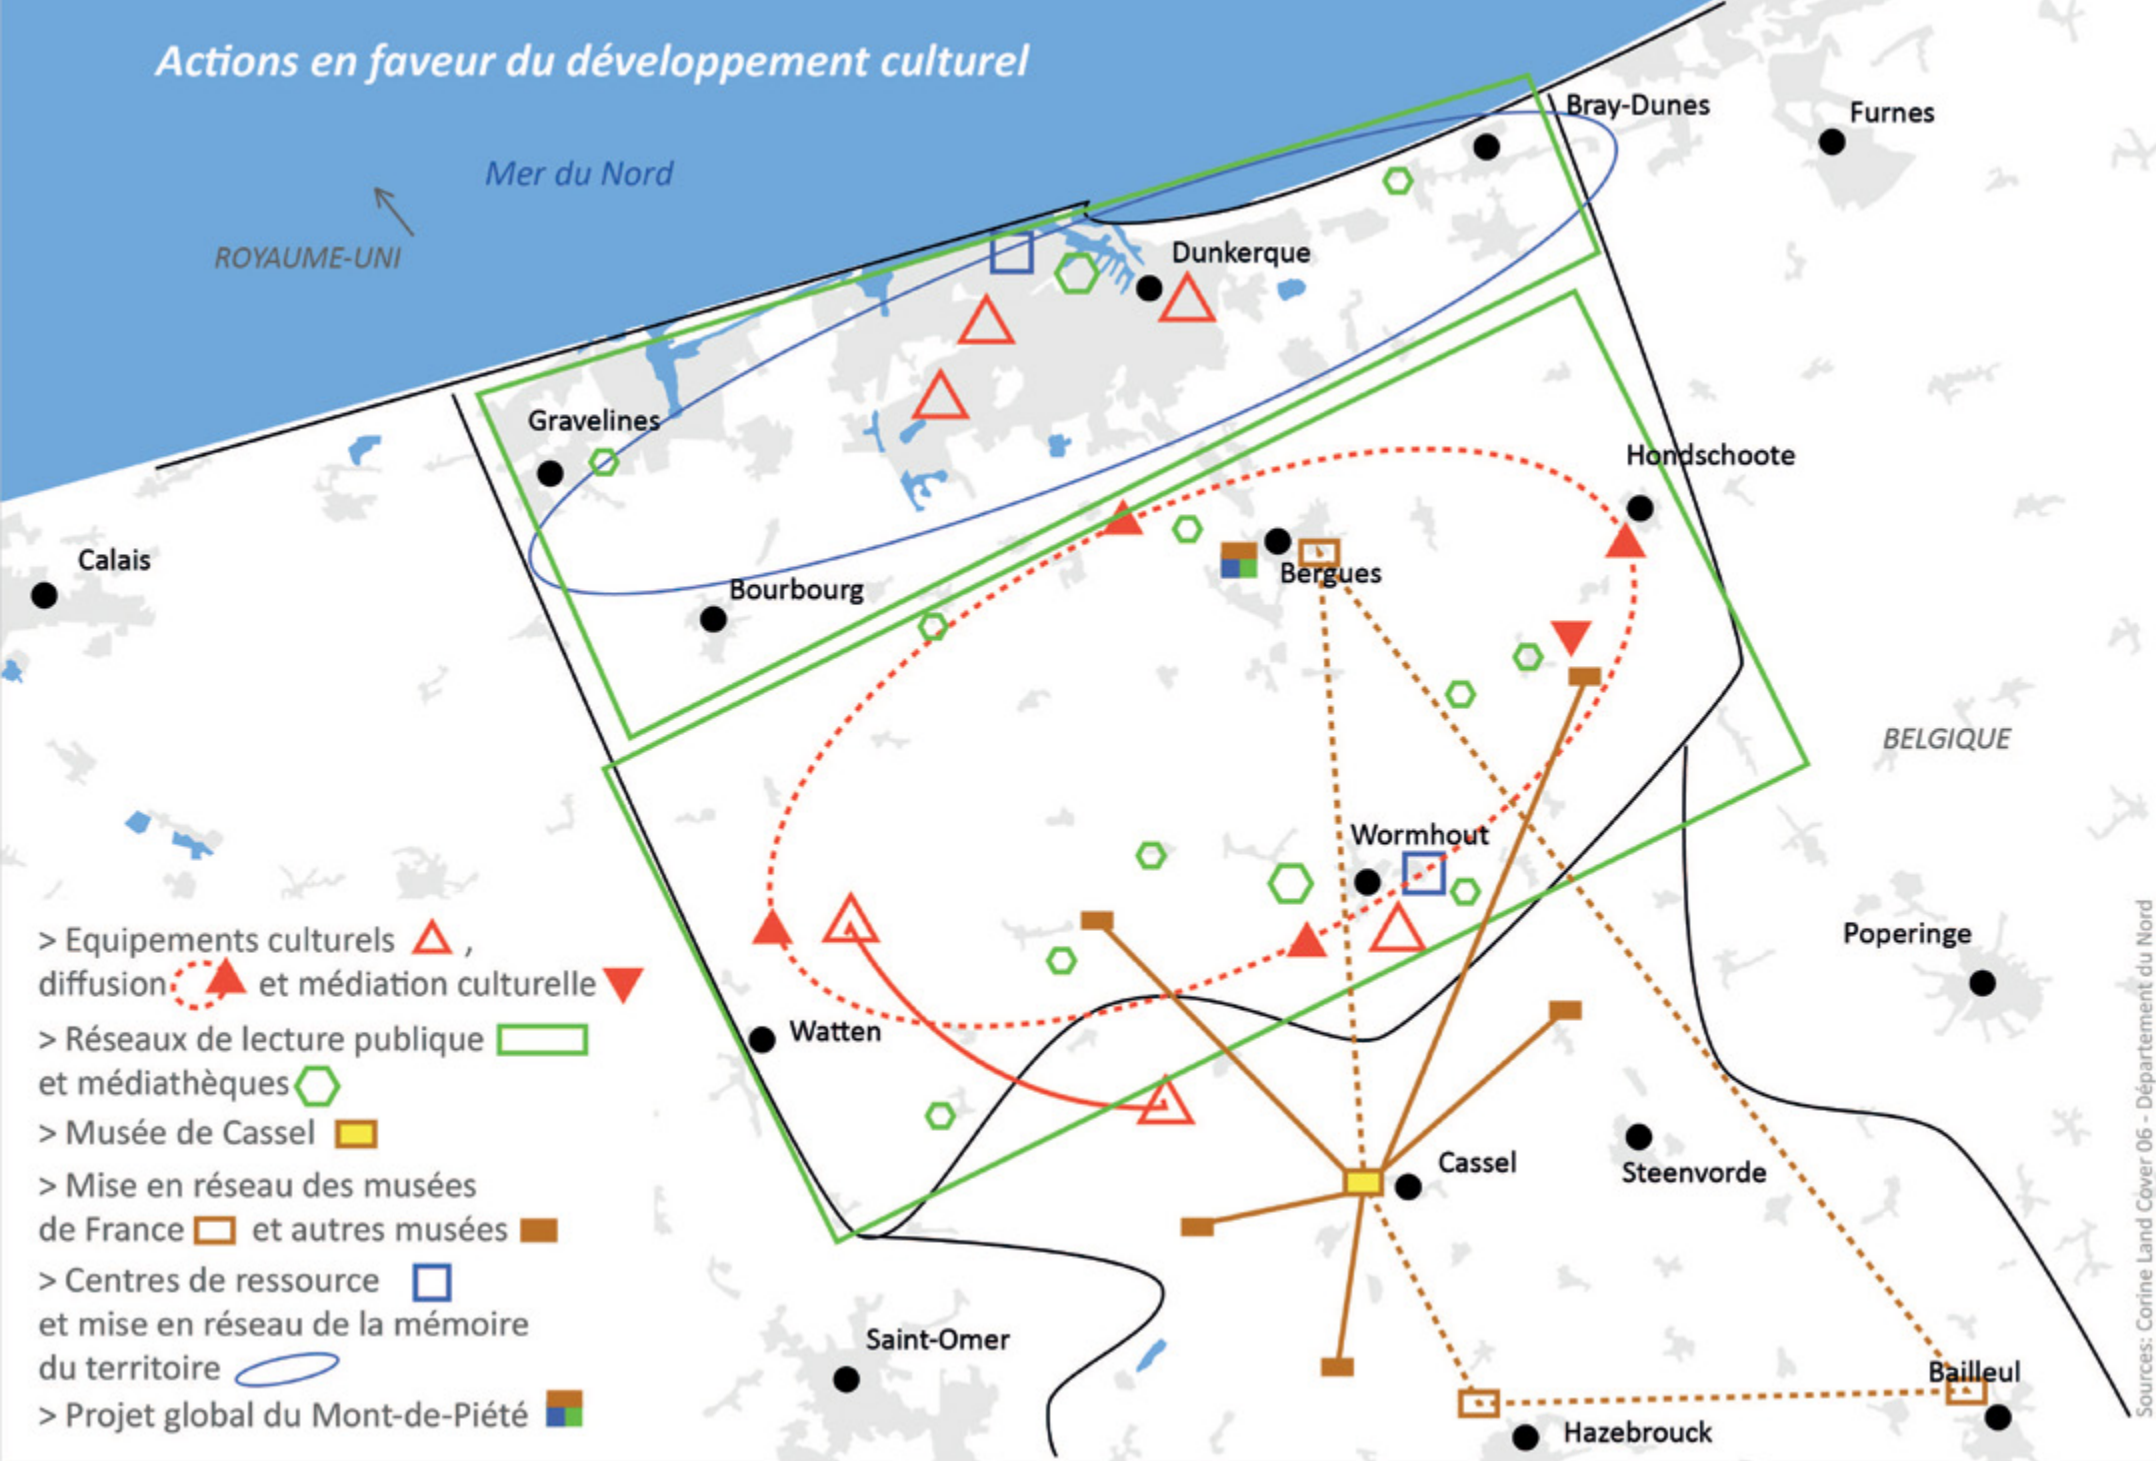 Actions en faveur du développement culturel
Bray-Dunes
Furnes
Mer du Nord
ROYAUME-UNI
Dunkerque
Gravelines
Hondschoote
Calais
Bourbourg
Bergues
BELGIQUE
Wormhout
Poperinge
Watten
Cassel
Steenvorde
Saint-Omer
Bailleul
Hazebrouck
> Equipements culturels ,
diffusion et médiation culturelle
> Réseaux de lecture publique
et médiathèques
> Musée de Cassel
> Mise en réseau des musées
de France et autres musées
> Centres de ressource
et mise en réseau de la mémoire
du territoire
> Projet global du Mont-de-Piété
Sources: Corine Land Cover 06 - Département du Nord